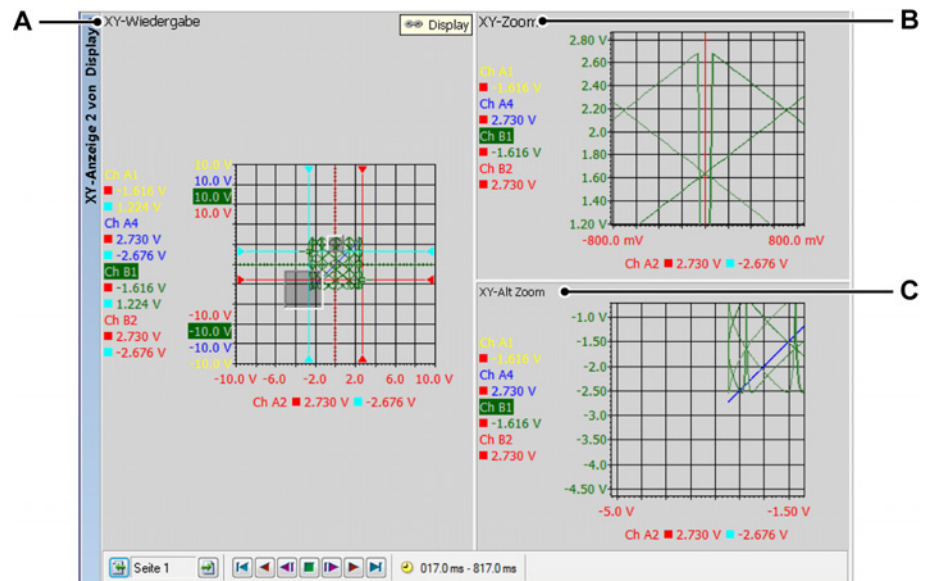 A
XY-Anzeige 2 von Display
XY-Wiedergabe
Display
Ch A1
-1.616 V
1.224 V
Ch A4
2.730 V
-2.676 V
Ch B1
-1.616 V
1.224 V
Ch B2
2.730 V
-2.676 V
10.0 V
10.0 V
10.0 V
10.0 V
-10.0 V
-10.0 V
-10.0 V
-10.0 V
-10.0 V -6.0 -2.0 2.0 6.0 10.0 V
Ch A2 2.730 V -2.676 V
B
XY-Zoom
Ch A1
-1.616 V
Ch A4
2.730 V
Ch B1
-1.616 V
Ch B2
2.730 V
2.80 V
2.60
2.40
2.20
2.0
1.80
1.60
1.40
1.20 V
-800.0 mV 800.0 mV
Ch A2 2.730 V -2.676 V
C
XY-Alt Zoom
Ch A1
-1.616 V
Ch A4
2.730 V
Ch B1
-1.616 V
Ch B2
2.730 V
-1.0 V
-1.50
-2.0
-2.50
-3.0
-3.50
-4.0
-4.50 V
-5.0 V -1.50 V
Ch A2 2.730 V -2.676 V
Seite 1
017.0 ms - 817.0 ms